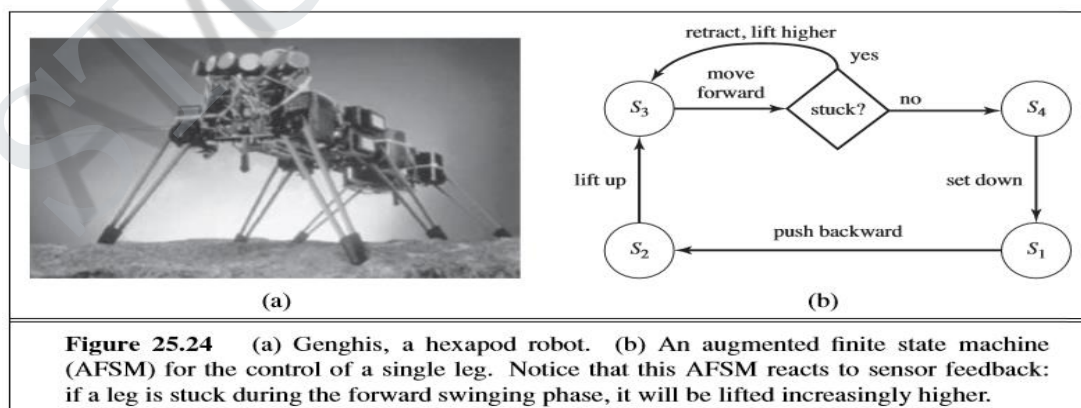 retract, lift higher
yes
move
forward
S3
stuck?
no
S4
lift up
set down
S2
push backward
S1
(a)
(b)
Figure 25.24 (a) Genghis, a hexapod robot. (b) An augmented finite state machine
(AFSM) for the control of a single leg. Notice that this AFSM reacts to sensor feedback:
if a leg is stuck during the forward swinging phase, it will be lifted increasingly higher.